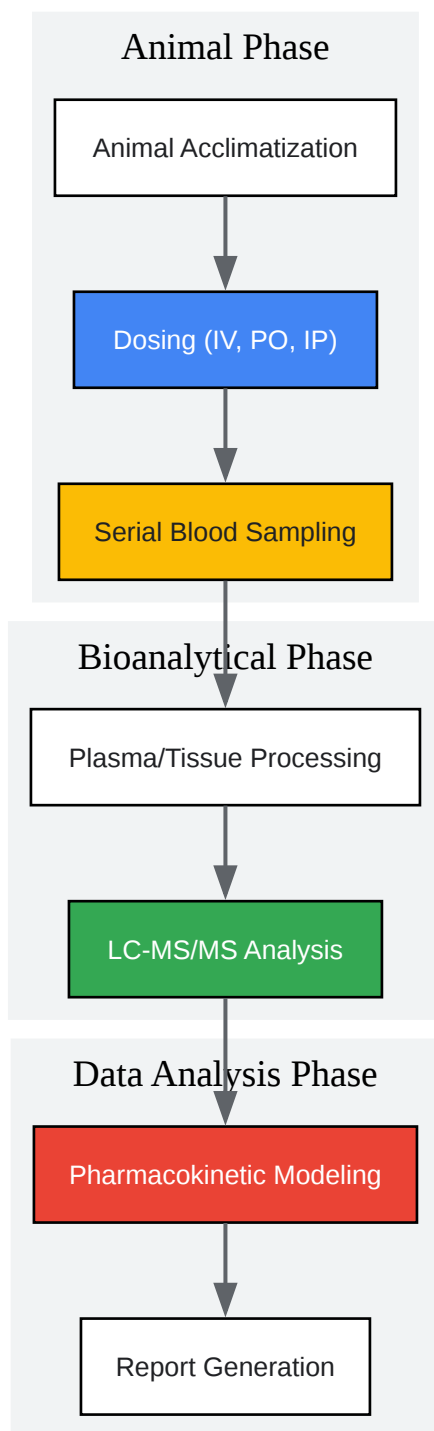 Animal Phase
Animal Acclimatization
Dosing (IV, PO, IP)
Serial Blood Sampling
Bioanalytical Phase
Plasma/Tissue Processing
LC-MS/MS Analysis
Data Analysis Phase
Pharmacokinetic Modeling
Report Generation